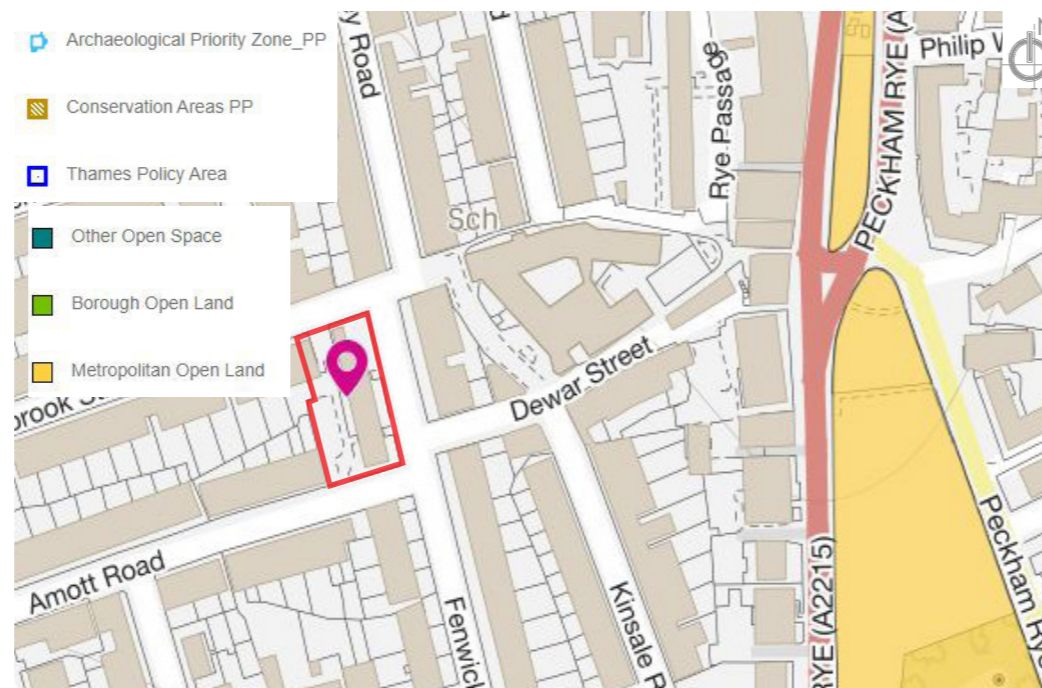 Archaeological Priority Zone_PP
Conservation Areas PP
Thames Policy Area
Other Open Space
Borough Open Land
Metropolitan Open Land
y Road
d
Sch
Rye Passage
PECKHAM RYE (A
Philip W
N
brook S
Dewar Street
Amott Road
Fenwick
Kinsale R
RYE (A2215)
Peckham Rye